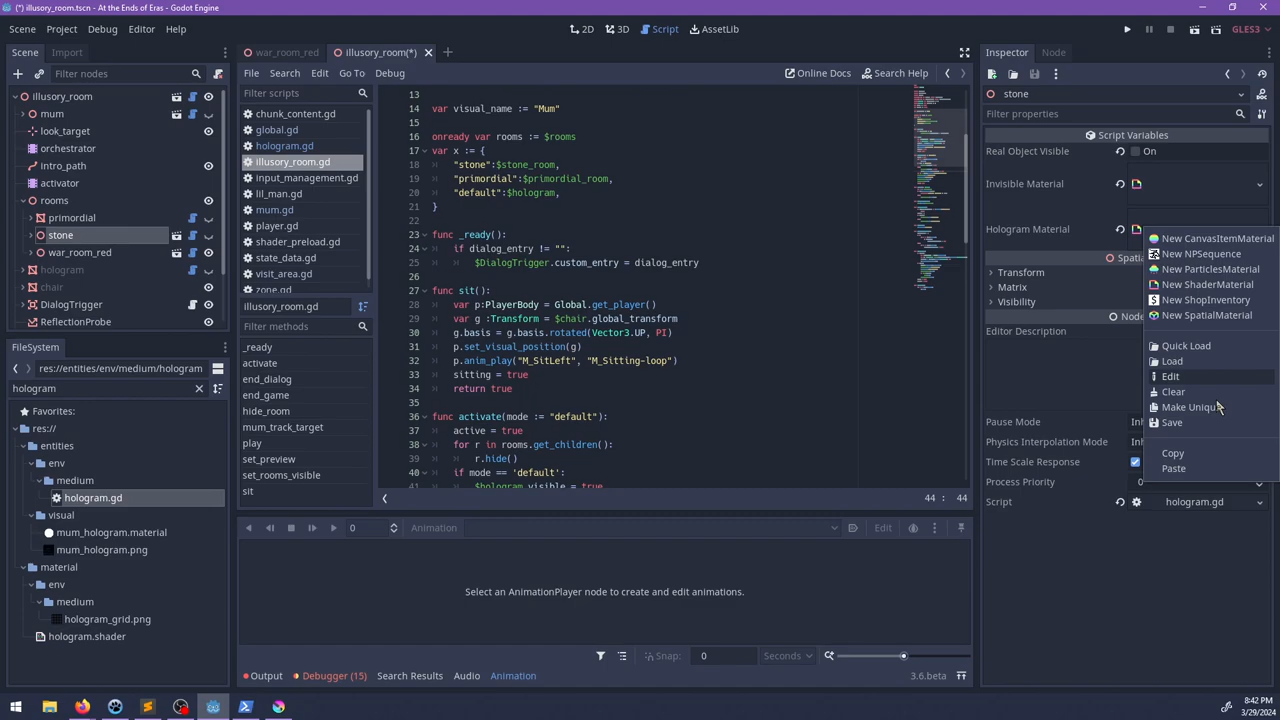 (*) illusory_room.tscn - At the Ends of Eras - Godot Engine
Scene Project Debug Editor Help
2D 3D Script AssetLib
GLES3
Scene Import
Filter nodes
illusory_room
mum
look_target
orchestrator
Intro_path
activator
rooms
primordial
stone
war_room_red
hologram
chair
DialogTrigger
ReflectionProbe
FileSystem
res://entities/env/medium/hologram
hologram
Favorites:
res://
entities
env
medium
hologram.gd
visual
mum_hologram.material
mum_hologram.png
material
env
medium
hologram_grid.png
hologram.shader
war_room_red
illusory_room(*)
File Search Edit Go To Debug
Online Docs Search Help
Filter scripts
chunk_content.gd
global.gd
hologram.gd
illusory_room.gd
input_management.gd
lil_man.gd
mum.gd
player.gd
shader_preload.gd
state_data.gd
visit_area.gd
zone.gd
illusory_room.gd
Filter methods
_ready
activate
end_dialog
end_game
hide_room
mum_track_target
play
set_preview
set_rooms_visible
sit
13
14 var visual_name := "Mum"
15
16 onready var rooms := $rooms
17 var x := {
18 "stone":$stone_room,
19 "primordial":$primordial_room,
20 "default":$hologram,
21 }
22
23 func _ready():
24 if dialog_entry != "":
25 $DialogTrigger.custom_entry = dialog_entry
26
27 func sit():
28 var p:PlayerBody = Global.get_player()
29 var g :Transform = $chair.global_transform
30 g.basis = g.basis.rotated(Vector3.UP, PI)
31 p.set_visual_position(g)
32 p.anim_play("M_SitLeft", "M_Sitting-loop")
33 sitting = true
34 return true
35
36 func activate(mode := "default"):
37 active = true
38 for r in rooms.get_children():
39 r.hide()
40 if mode == 'default':
41 $hologram.visible = true
44 : 44
0 Animation Edit
Select an AnimationPlayer node to create and edit animations.
Snap: 0 Seconds
Output Debugger (15) Search Results Audio Animation
3.6.beta
Inspector Node
stone
Filter properties
Script Variables
Real Object Visible On
Invisible Material
Hologram Material
Spatia
Transform
Matrix
Visibility
Node
Editor Description
Pause Mode Inh
Physics Interpolation Mode Inh
Time Scale Response
Process Priority 0
Script hologram.gd
New CanvasItemMaterial
New NPSequence
New ParticlesMaterial
New ShaderMaterial
New ShopInventory
New SpatialMaterial
Quick Load
Load
Edit
Clear
Make Unique
Save
Copy
Paste
8:42 PM
3/29/2024